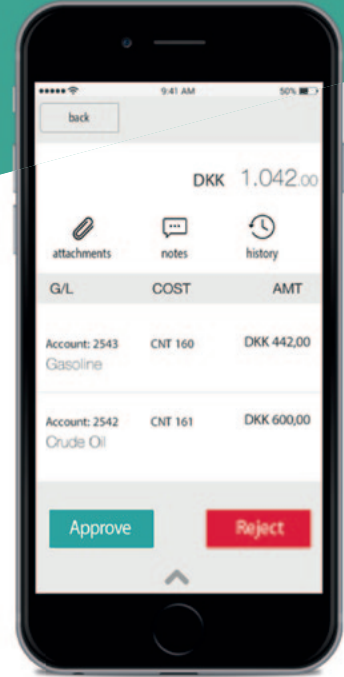 9:41 AM 50%
back
DKK 1.042.00
attachments notes history
G/L COST AMT
Account: 2543 CNT 160 DKK 442,00
Gasoline
Account: 2542 CNT 161 DKK 600,00
Crude Oil
Approve Reject